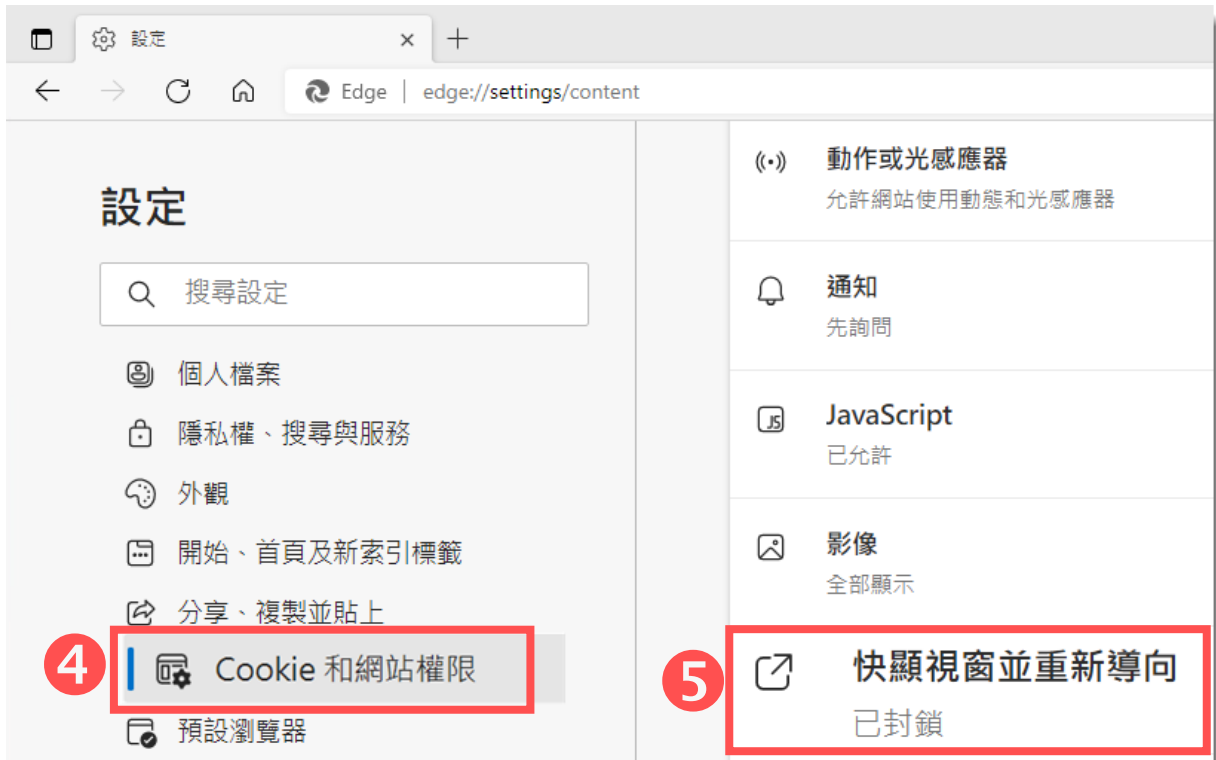 設定
Edge | edge://settings/content
設定
搜尋設定
個人檔案
隱私權、搜尋與服務
外觀
開始、首頁及新索引標籤
分享、複製並貼上
4
Cookie 和網站權限
預設瀏覽器
動作或光感應器
允許網站使用動態和光感應器
通知
先詢問
JS
JavaScript
已允許
影像
全部顯示
5
快顯視窗並重新導向
已封鎖